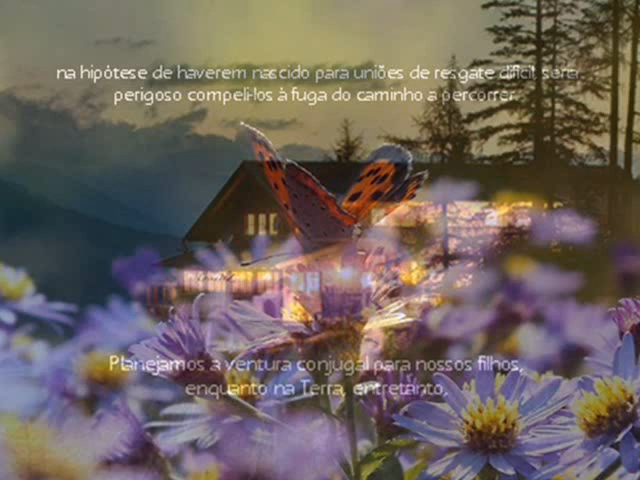 na hipótese de haverem nascido para uniões de resgate difícil, seria
perigoso compeli-los à fuga do caminho a percorrer.
Planejamos a ventura conjugal para nossos filhos,
enquanto na Terra, entretanto,